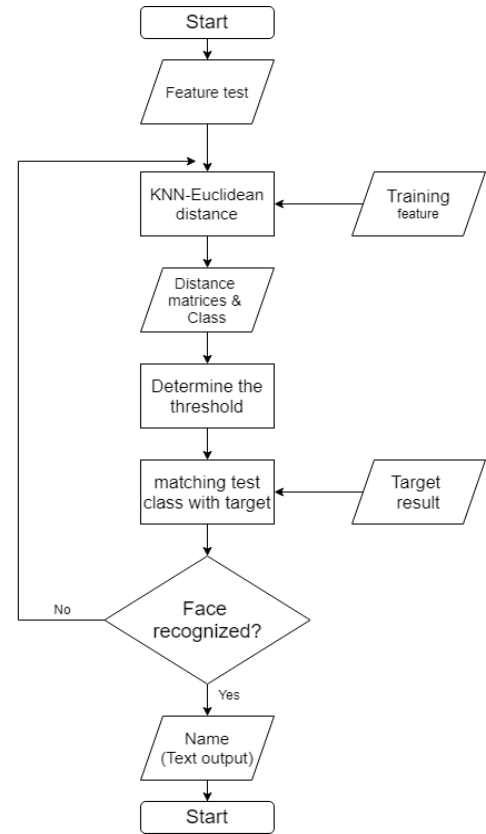 Start
Feature test
KNN-Euclidean
distance
Training
feature
Distance
matrices &
Class
Determine the
threshold
matching test
class with target
Target
result
Face
recognized?
No
Yes
Name
(Text output)
Start